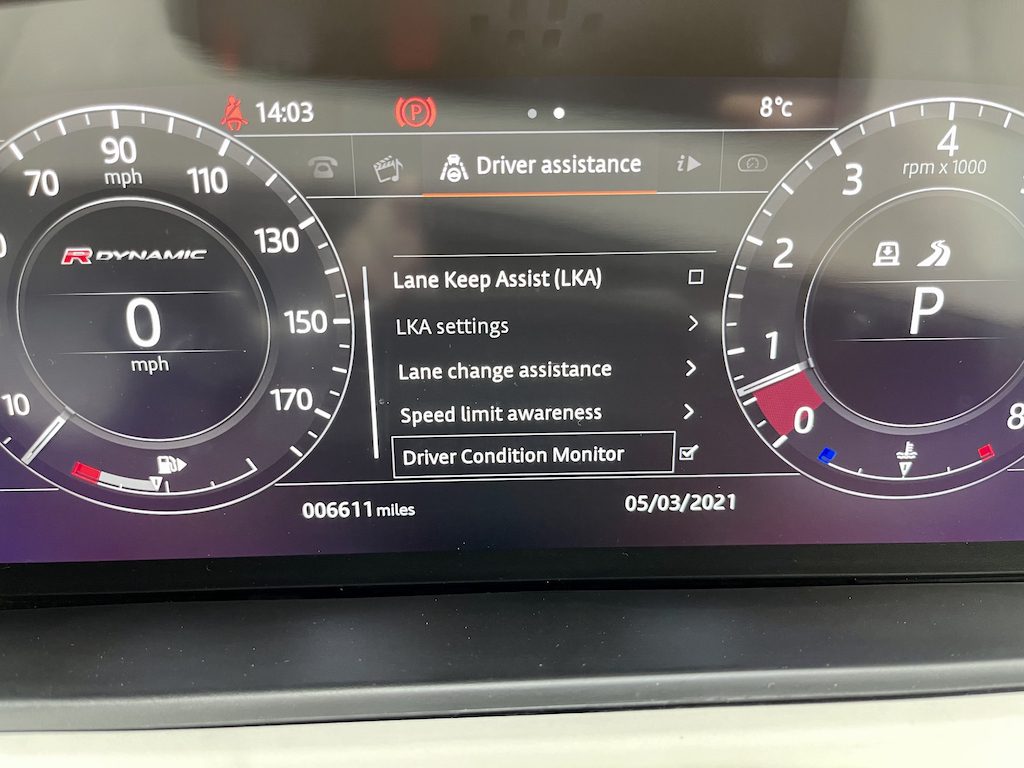 14:03
P
8°c
90
mph
70
110
130
150
170
10
R DYNAMIC
0
mph
Driver assistance
i
Lane Keep Assist (LKA)
LKA settings
Lane change assistance
Speed limit awareness
Driver Condition Monitor
4
rpm x 1000
3
2
1
0
8
P
006611 miles
05/03/2021